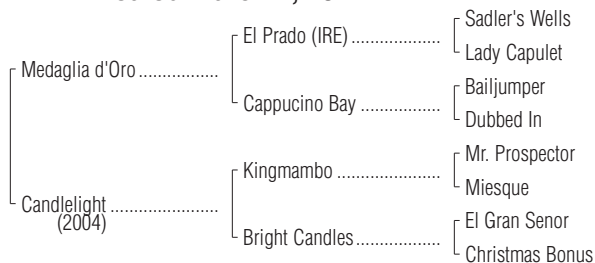 Sadler's Wells
El Prado (IRE) ....................
Lady Capulet
Medaglia d'Oro ..................
Bailjumper
Cappucino Bay ..................
Dubbed In
Mr. Prospector
Kingmambo .......................
Miesque
Candlelight ........................
(2004)
El Gran Senor
Bright Candles ...................
Christmas Bonus